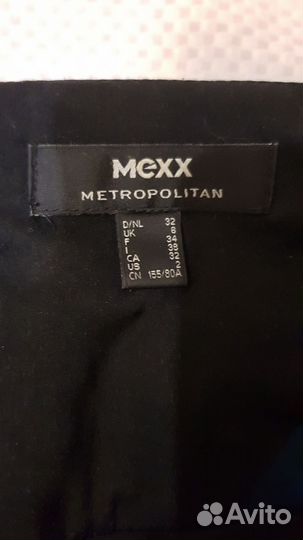 MEXX
METROPOLITAN
D/NL 32
UK 6
F 34
I 38
CA 32
US 2
CN 155/80A
Avito